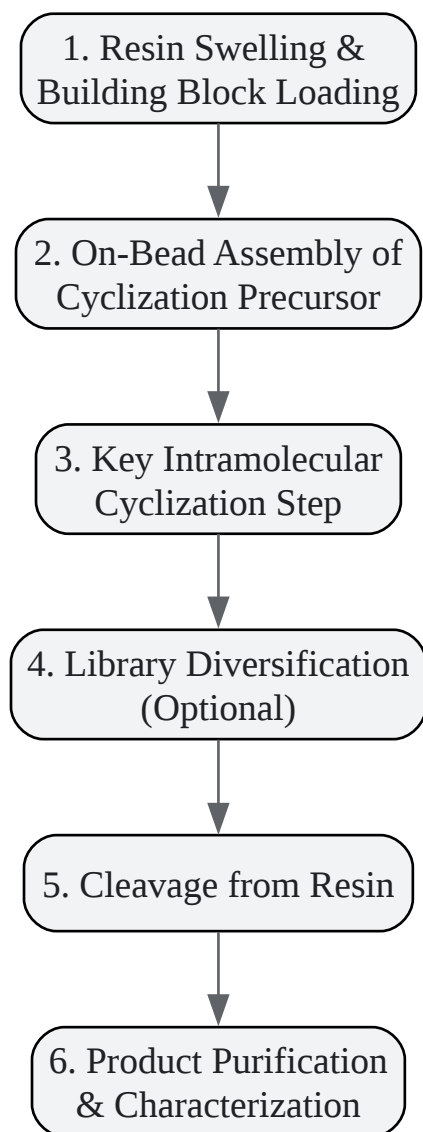 1. Resin Swelling &
Building Block Loading
2. On-Bead Assembly of
Cyclization Precursor
3. Key Intramolecular
Cyclization Step
4. Library Diversification
(Optional)
5. Cleavage from Resin
6. Product Purification
& Characterization